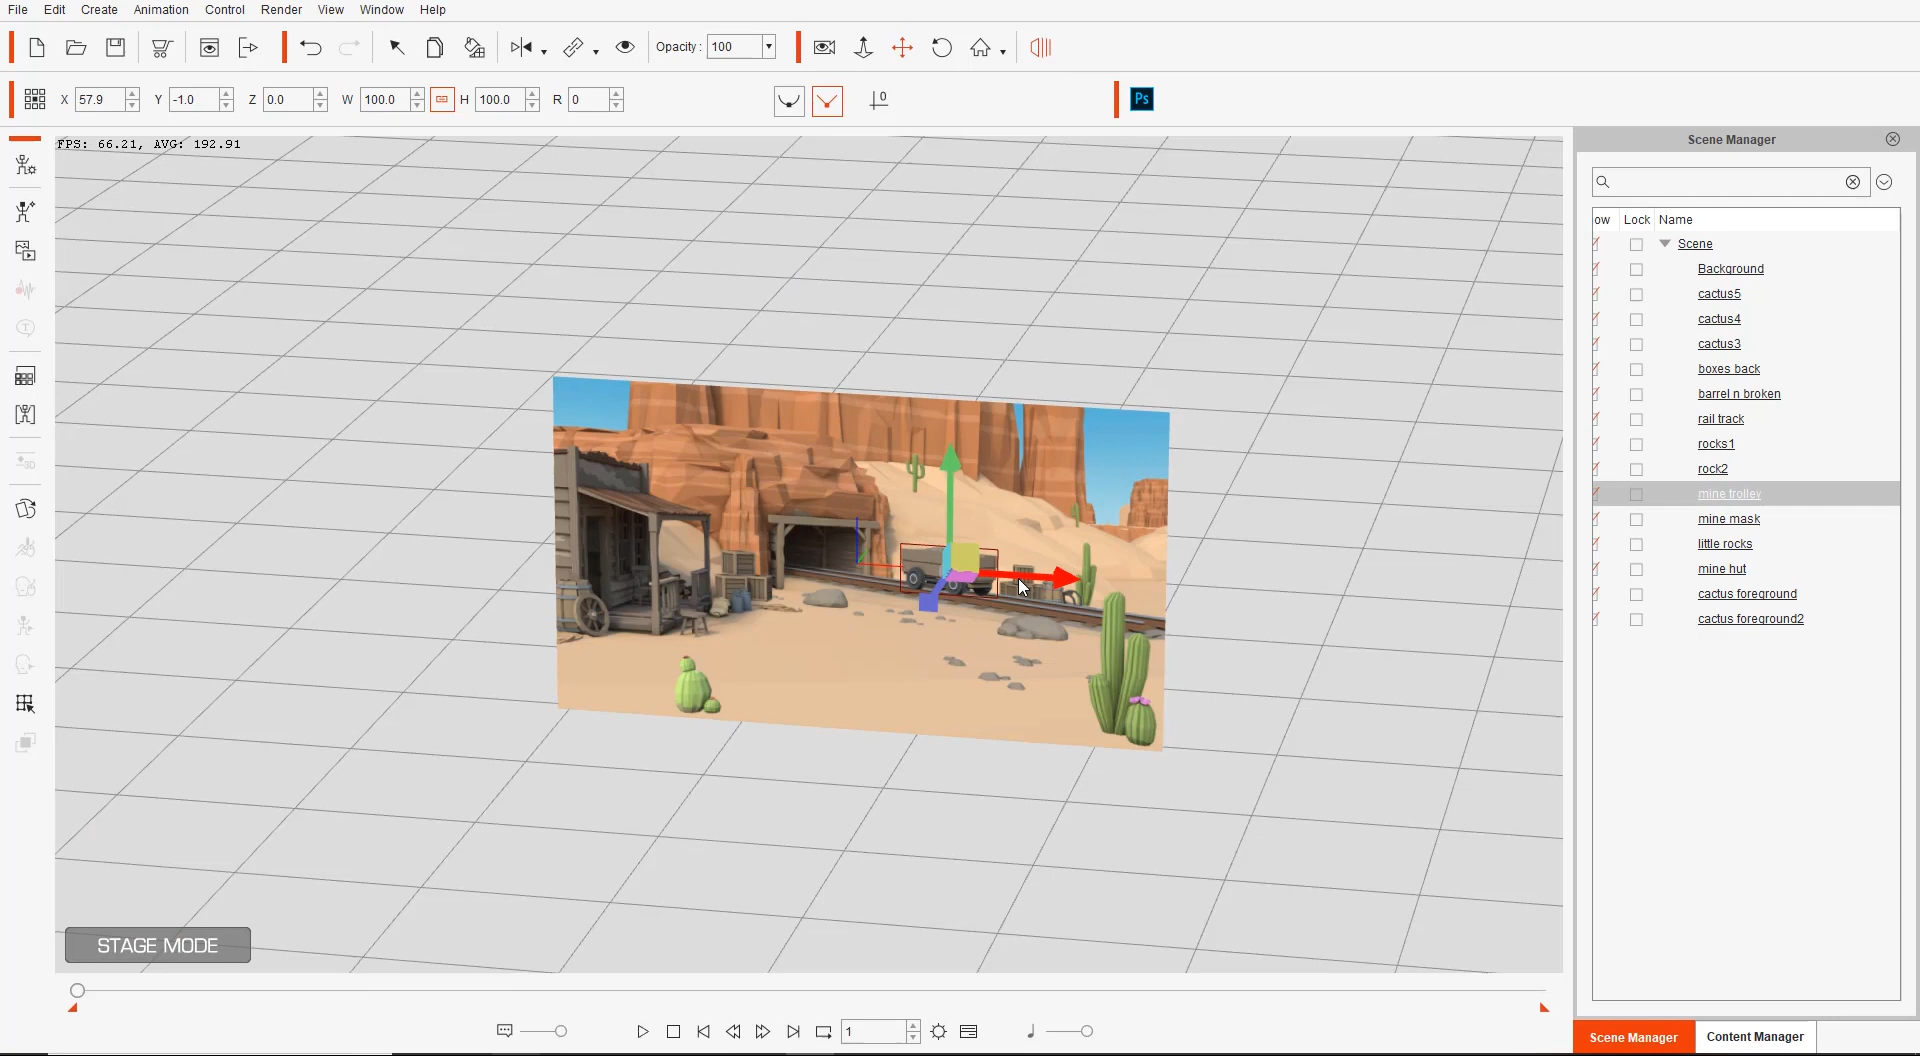 File Edit Create Animation Control Render View Window Help
Opacity : 100
X 57.9 Y -1.0 Z 0.0 W 100.0 H 100.0 R 0
0
Ps
FPS: 66.21, AVG: 192.91
Scene Manager
ow Lock Name
Scene
Background
cactus5
cactus4
cactus3
boxes back
barrel n broken
rail track
rocks1
rock2
mine trolley
mine mask
little rocks
mine hut
cactus foreground
cactus foreground2
T
3D
STAGE MODE
1
Scene Manager Content Manager